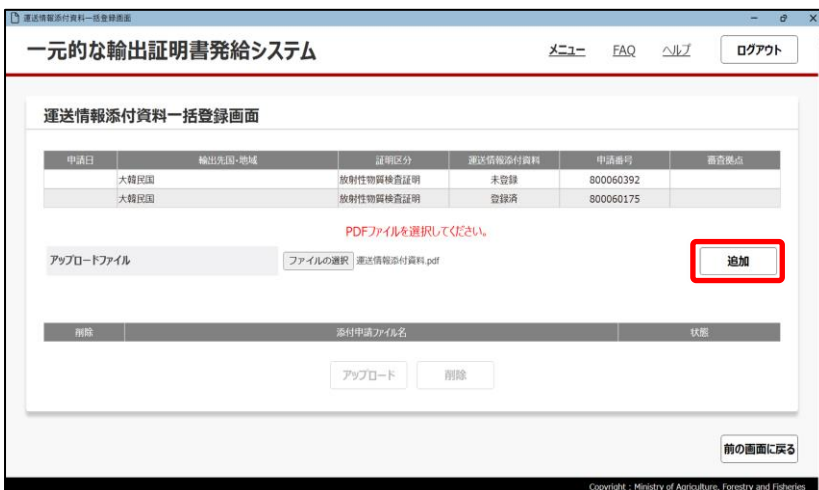 運送情報添付資料一括登録画面
一元的な輸出証明書発給システム メニュー FAQ ヘルプ ログアウト
運送情報添付資料一括登録画面
申請日 輸出先国・地域 証明区分 運送情報添付資料 申請番号 審査拠点
大韓民国 放射性物質検査証明 未登録 800060392
大韓民国 放射性物質検査証明 登録済 800060175
PDFファイルを選択してください。
アップロードファイル ファイルの選択 運送情報添付資料.pdf 追加
削除 添付申請ファイル名 状態
アップロード 削除
前の画面に戻る
Copyright : Ministry of Agriculture, Forestry and Fisheries